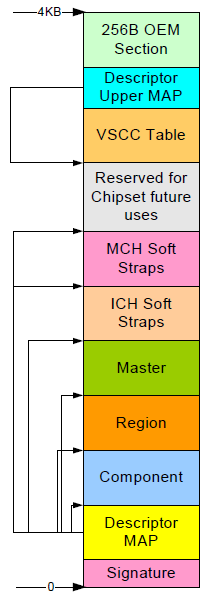 4KB
256B OEM
Section
Descriptor
Upper MAP
VSCC Table
Reserved for
Chipset future
uses
MCH Soft
Straps
ICH Soft
Straps
Master
Region
Component
Descriptor
MAP
Signature
0